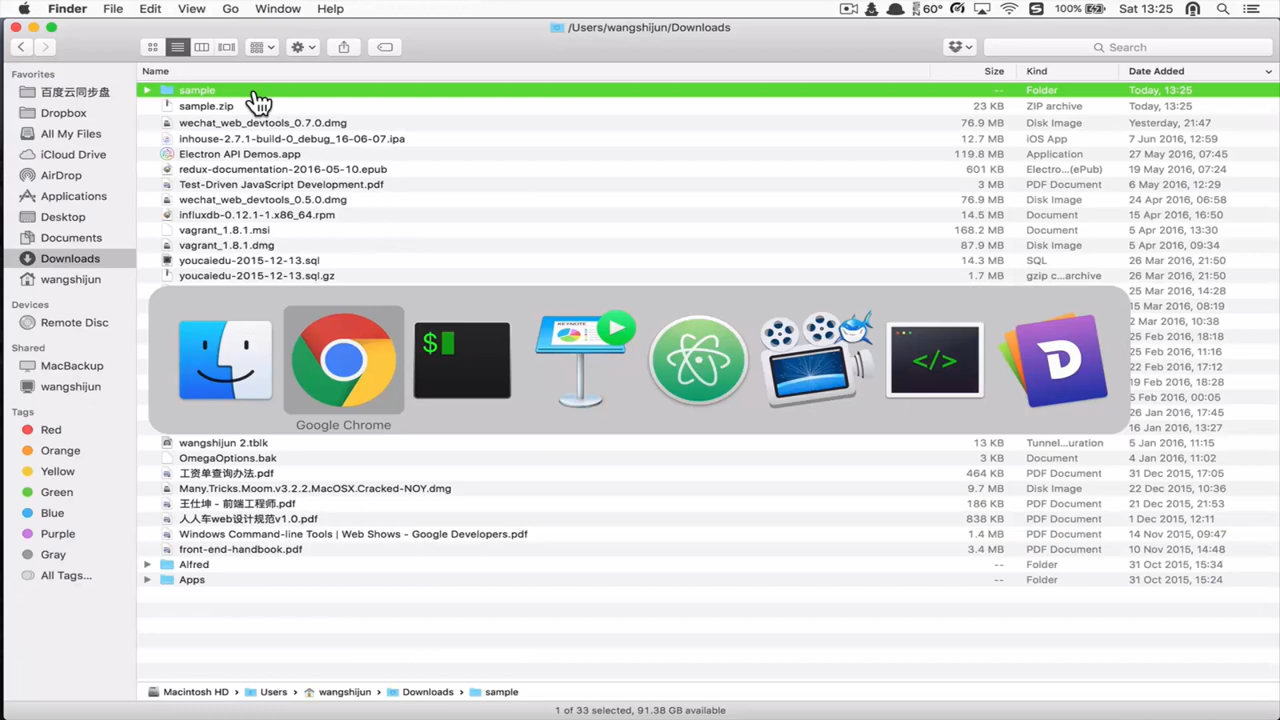 Finder File Edit View Go Window Help 60° 100% Sat 13:25
/Users/wangshijun/Downloads
Search
Favorites
百度云同步盘
Dropbox
All My Files
iCloud Drive
AirDrop
Applications
Desktop
Documents
Downloads
wangshijun
Devices
Remote Disc
Shared
MacBackup
wangshijun
Tags
Red
Orange
Yellow
Green
Blue
Purple
Gray
All Tags...
Name Size Kind Date Added
sample -- Folder Today, 13:25
sample.zip 23 KB ZIP archive Today, 13:25
wechat_web_devtools_0.7.0.dmg 76.9 MB Disk Image Yesterday, 21:47
inhouse-2.7.1-build-0_debug_16-06-07.ipa 12.7 MB iOS App 7 Jun 2016, 12:59
Electron API Demos.app 119.8 MB Application 27 May 2016, 07:45
redux-documentation-2016-05-10.epub 601 KB Electro...(ePub) 19 May 2016, 07:24
Test-Driven JavaScript Development.pdf 3 MB PDF Document 6 May 2016, 12:29
wechat_web_devtools_0.5.0.dmg 76.9 MB Disk Image 24 Apr 2016, 06:58
influxdb-0.12.1-1.x86_64.rpm 14.5 MB Document 15 Apr 2016, 16:50
vagrant_1.8.1.msi 168.2 MB Document 5 Apr 2016, 13:30
vagrant_1.8.1.dmg 87.9 MB Disk Image 5 Apr 2016, 09:34
youcaiedu-2015-12-13.sql 14.3 MB SQL 26 Mar 2016, 21:50
youcaiedu-2015-12-13.sql.gz 1.7 MB gzip c...archive 26 Mar 2016, 21:50
25 Mar 2016, 14:28
15 Mar 2016, 08:19
2 Mar 2016, 10:38
25 Feb 2016, 18:18
25 Feb 2016, 11:16
22 Feb 2016, 17:12
19 Feb 2016, 18:28
5 Feb 2016, 00:05
26 Jan 2016, 17:45
16 Jan 2016, 13:27
$
</>
Google Chrome
wangshijun 2.tblk 13 KB Tunnel...uration 5 Jan 2016, 11:15
OmegaOptions.bak 3 KB Document 4 Jan 2016, 11:02
工资单查询办法.pdf 464 KB PDF Document 31 Dec 2015, 17:05
Many.Tricks.Moom.v3.2.2.MacOSX.Cracked-NOY.dmg 9.7 MB Disk Image 22 Dec 2015, 10:36
王仕坤 - 前端工程师.pdf 186 KB PDF Document 21 Dec 2015, 21:53
人人车web设计规范v1.0.pdf 838 KB PDF Document 1 Dec 2015, 12:11
Windows Command-line Tools | Web Shows - Google Developers.pdf 1.4 MB PDF Document 14 Nov 2015, 09:47
front-end-handbook.pdf 3.4 MB PDF Document 10 Nov 2015, 14:48
Alfred -- Folder 31 Oct 2015, 15:34
Apps -- Folder 31 Oct 2015, 15:24
Macintosh HD Users wangshijun Downloads sample
1 of 33 selected, 91.38 GB available